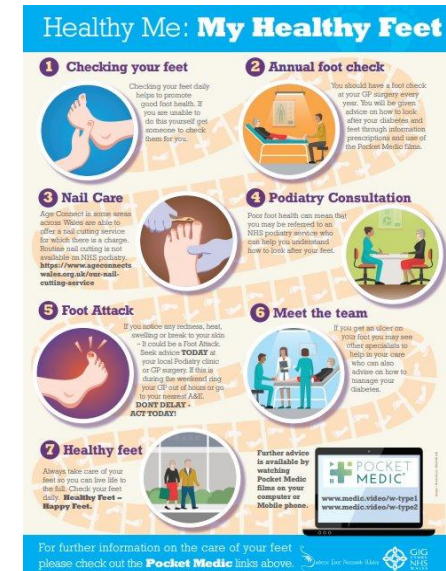 Healthy Me: My Healthy Feet
1 Checking your feet
Checking your feet daily
helps to promote
good foot health. If
you are unable to
do this yourself get
someone to check
them for you.
2 Annual foot check
You should have a foot check
at your GP surgery every
year. You will be given
advice on how to look
after your diabetes and
feet through information
prescriptions and use of
the Pocket Medic films.
3 Nail Care
Age Connect in some areas
across Wales are able to
offer a nail cutting service
for which there is a charge.
Routine nail cutting is not
available on NHS podiatry.
https://www.ageconnects
wales.org.uk/our-nail-
cutting-service
4 Podiatry Consultation
Poor foot health can mean that
you may be referred to an
NHS podiatry service who
can help you understand
how to look after your feet.
5 Foot Attack
If you notice any redness, heat,
swelling or break to your skin
- it could be a Foot Attack.
Seek advice TODAY at
your local Podiatry clinic
or GP surgery. If this is
during the weekend ring
your GP out of hours or go
to your nearest A&E.
DONT DELAY -
ACT TODAY!
6 Meet the team
If you get an ulcer on
your foot you may see
other specialists to
help in your care
who can also
advise on how to
manage your
diabetes.
7 Healthy feet
Always take care of your
feet so you can live life to
the full. Check your feet
daily. Healthy Feet –
Happy Feet.
Further advice
is available by
watching
Pocket Medic
films on your
computer or
Mobile phone.
POCKET
MEDIC
www.medic.video/w-type1
www.medic.video/w-type2
For further information on the care of your feet
please check out the Pocket Medic links above.
GIG
CYMRU
NHS
WALES